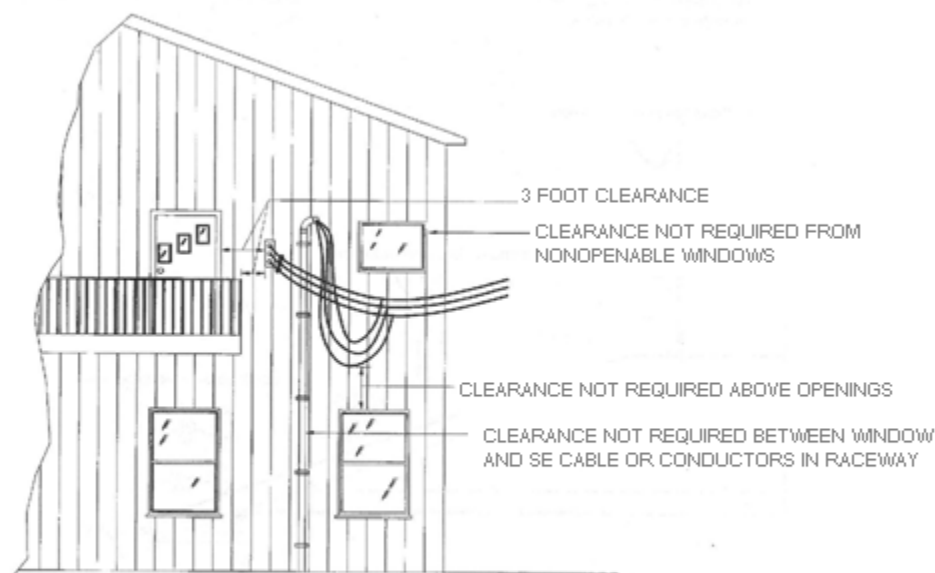 3 FOOT CLEARANCE
CLEARANCE NOT REQUIRED FROM
NONOPENABLE WINDOWS
CLEARANCE NOT REQUIRED ABOVE OPENINGS
CLEARANCE NOT REQUIRED BETWEEN WINDOW
AND SE CABLE OR CONDUCTORS IN RACEWAY